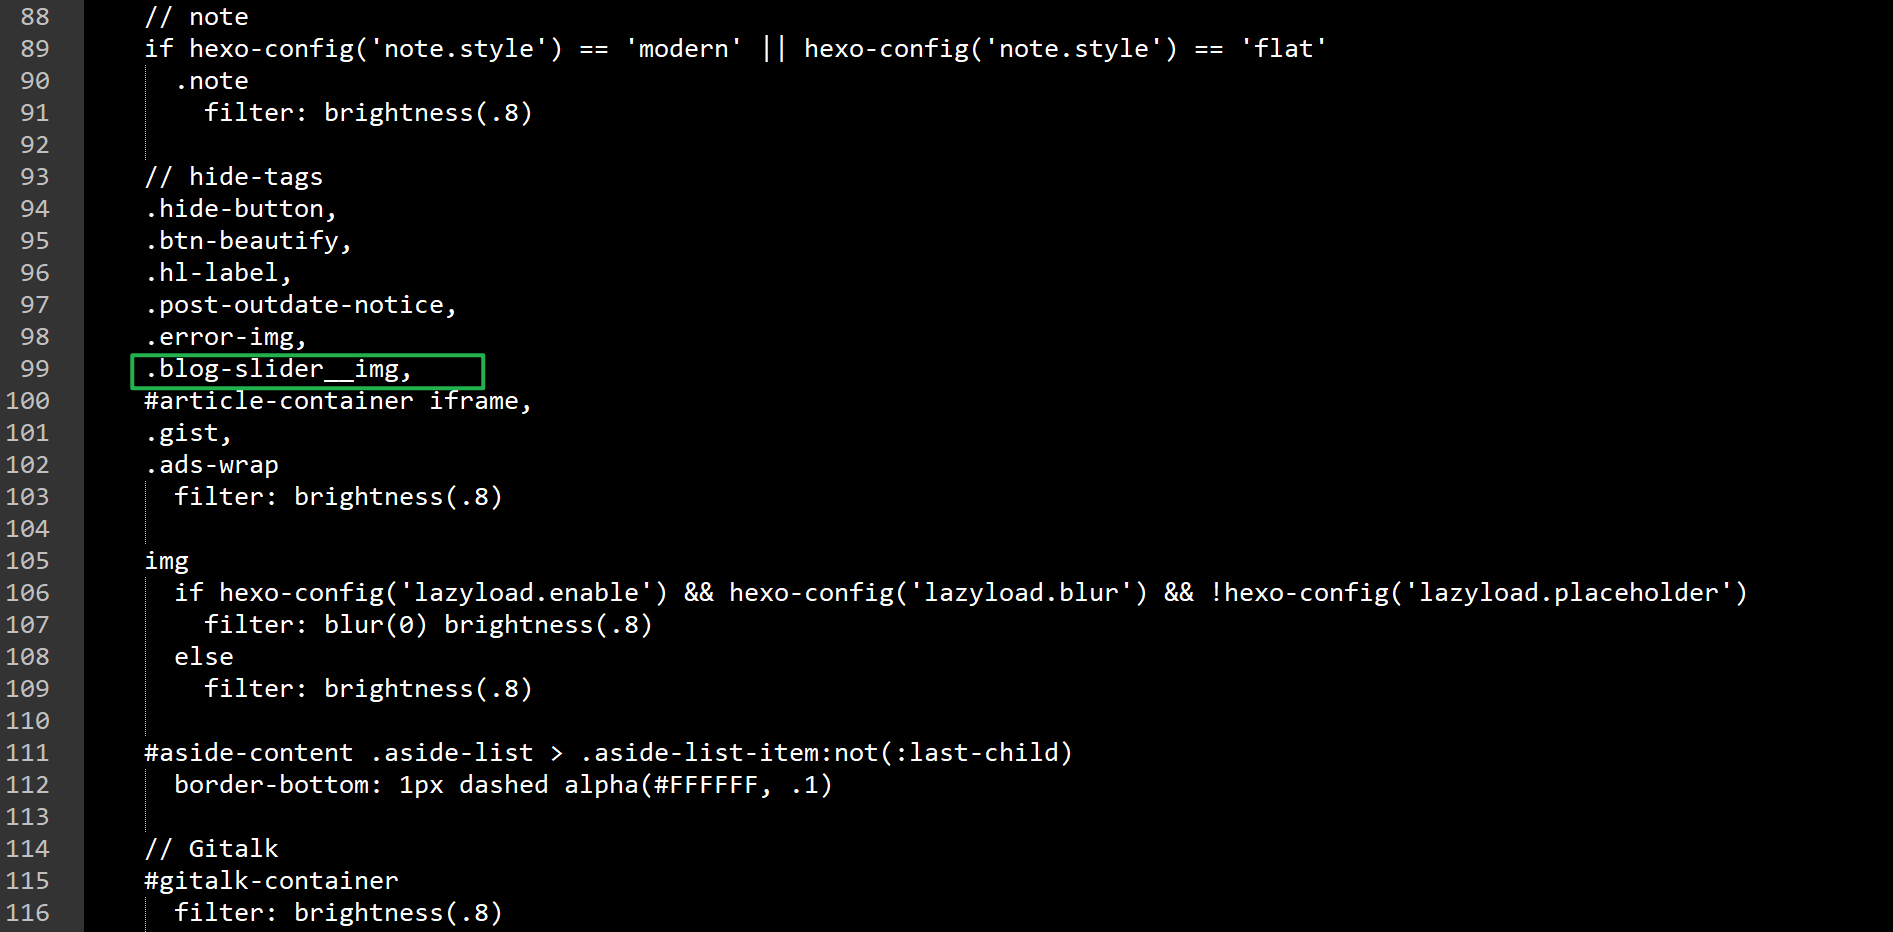 88 // note
89 if hexo-config('note.style') == 'modern' || hexo-config('note.style') == 'flat'
90 .note
91 filter: brightness(.8)
92
93 // hide-tags
94 .hide-button,
95 .btn-beautify,
96 .hl-label,
97 .post-outdate-notice,
98 .error-img,
99 .blog-slider__img,
100 #article-container iframe,
101 .gist,
102 .ads-wrap
103 filter: brightness(.8)
104
105 img
106 if hexo-config('lazyload.enable') && hexo-config('lazyload.blur') && !hexo-config('lazyload.placeholder')
107 filter: blur(0) brightness(.8)
108 else
109 filter: brightness(.8)
110
111 #aside-content .aside-list > .aside-list-item:not(:last-child)
112 border-bottom: 1px dashed alpha(#FFFFFF, .1)
113
114 // Gitalk
115 #gitalk-container
116 filter: brightness(.8)